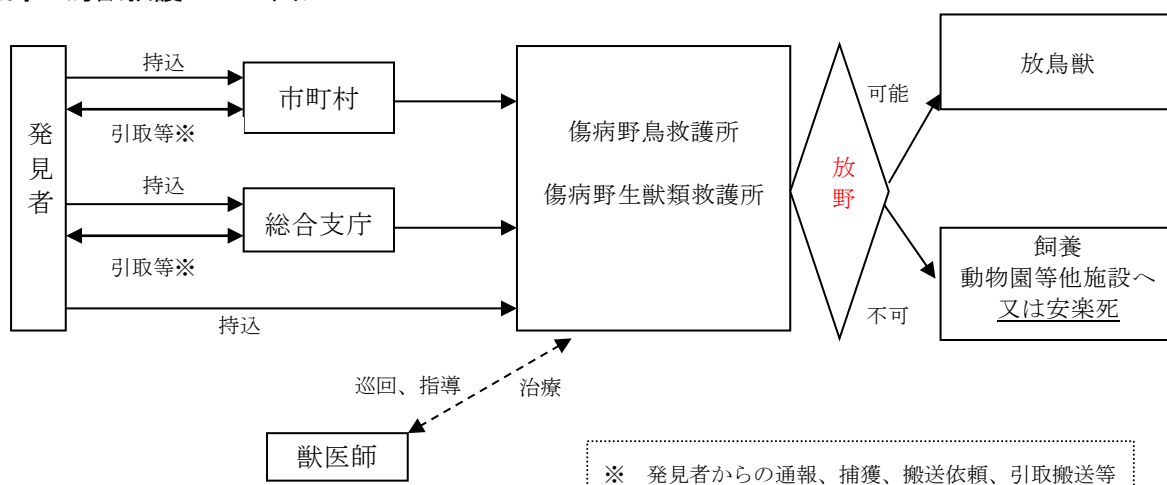 持込
市町村
引取等※
発見者
持込
総合支庁
引取等※
持込
傷病野鳥救護所
傷病野生獣類救護所
放野
可能
不可
放鳥獣
飼養
動物園等他施設へ
又は安楽死
巡回、指導
治療
獣医師
※ 発見者からの通報、捕獲、搬送依頼、引取搬送等